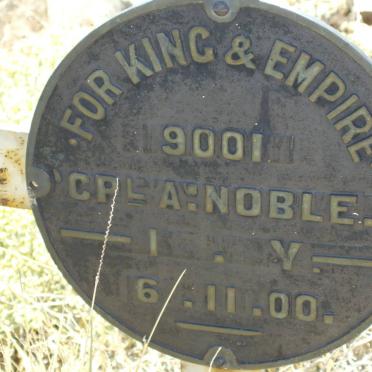 ·FOR KING & EMPIRE
9001
CPL A. NOBLE.
I . Y.
6.11.00.